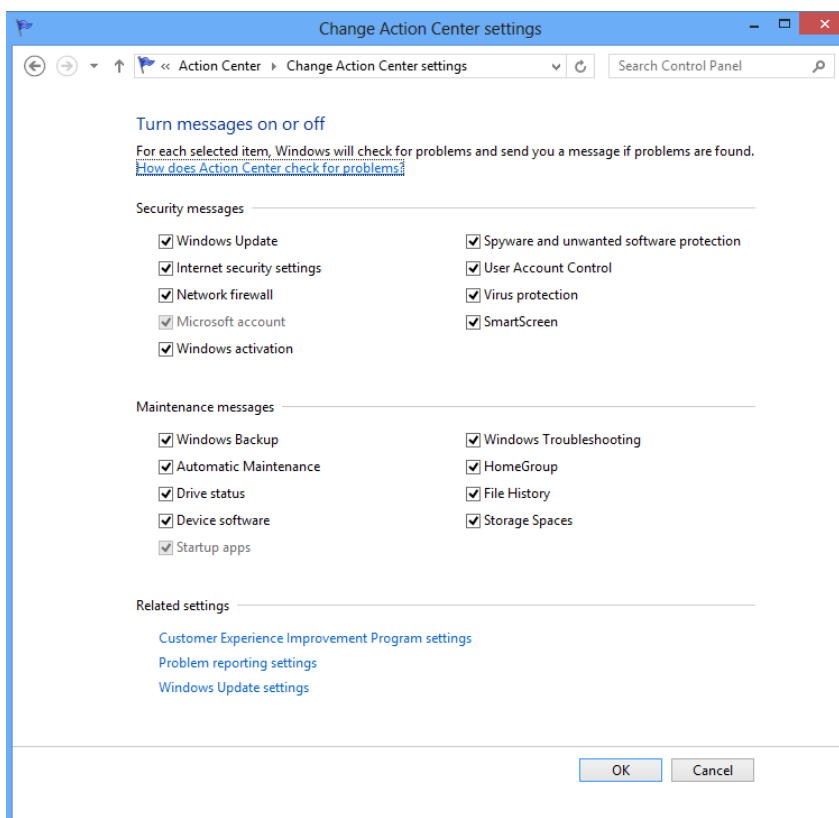 Change Action Center settings
« Action Center Change Action Center settings Search Control Panel
Turn messages on or off
For each selected item, Windows will check for problems and send you a message if problems are found.
How does Action Center check for problems?
Security messages
Windows Update
Internet security settings
Network firewall
Microsoft account
Windows activation
Spyware and unwanted software protection
User Account Control
Virus protection
SmartScreen
Maintenance messages
Windows Backup
Automatic Maintenance
Drive status
Device software
Startup apps
Windows Troubleshooting
HomeGroup
File History
Storage Spaces
Related settings
Customer Experience Improvement Program settings
Problem reporting settings
Windows Update settings
OK Cancel